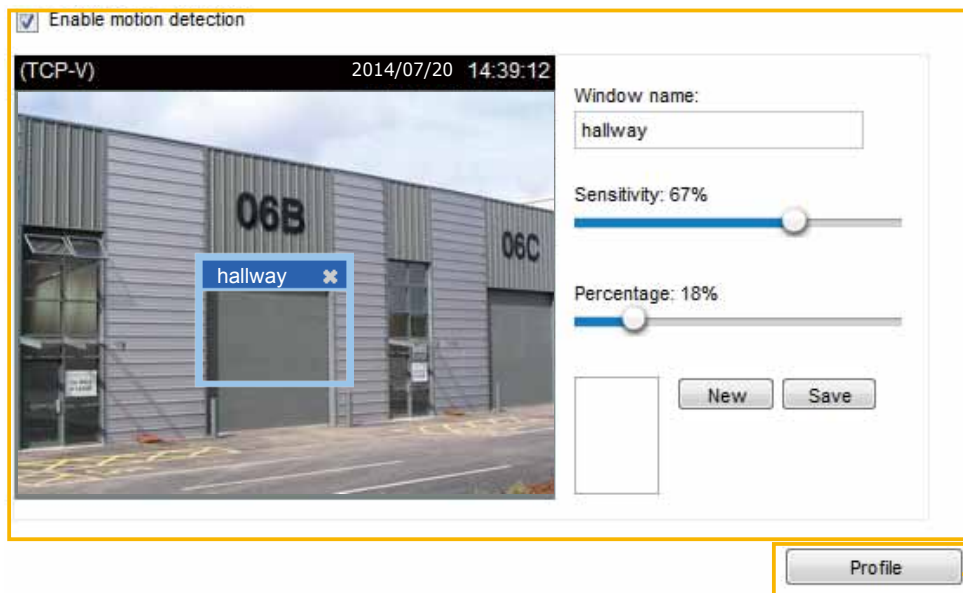 Enable motion detection
(TCP-V) 2014/07/20 14:39:12
Window name:
hallway
Sensitivity: 67%
06B
06C
hallway
Percentage: 18%
New Save
Profile